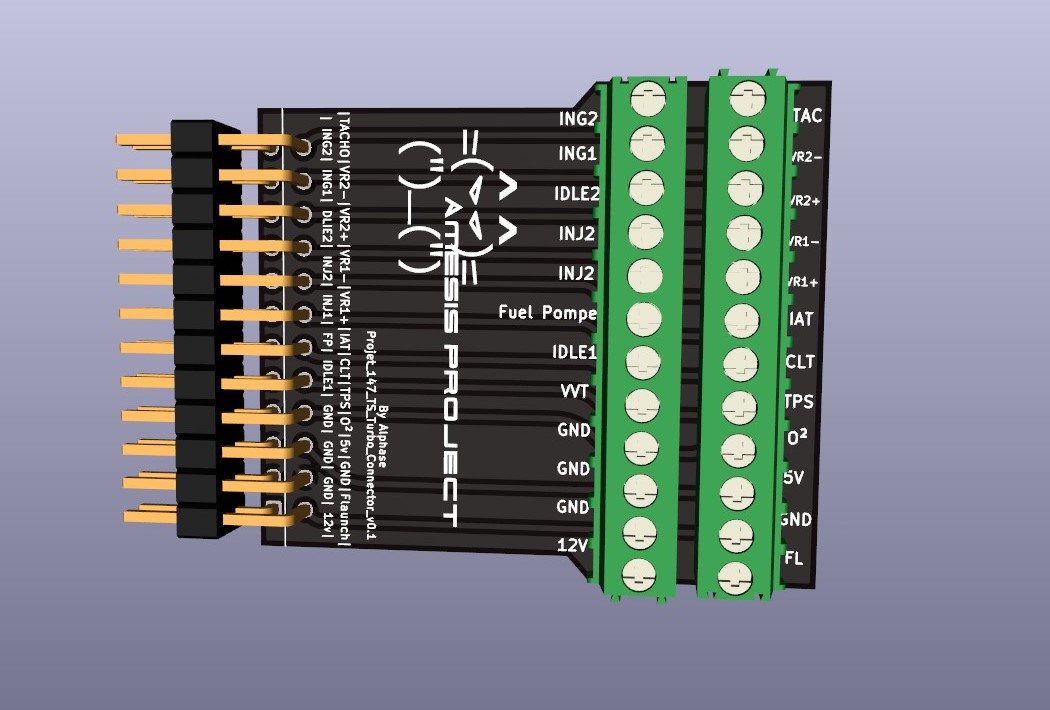 ING2
ING1
IDLE2
INJ2
INJ2
Fuel Pompe
IDLE1
VVT
GND
GND
GND
12V
TAC
VR2-
VR2+
VR1-
VR1+
IAT
CLT
TPS
O²
5V
GND
FL
|TACHO|VR2-|VR2+|VR1-|VR1+|IAT|CLT|TPS|O²|5v|GND|Flaunch|
| ING2| ING1| DLIE2| INJ2| INJ1| FP| IDLE1| GND| GND| GND| 12v|
=(^ ^)=
(")_(")
AMESIS PROJECT
By Alphase
Projet_147_TS_Turbo_Connector_v0.1